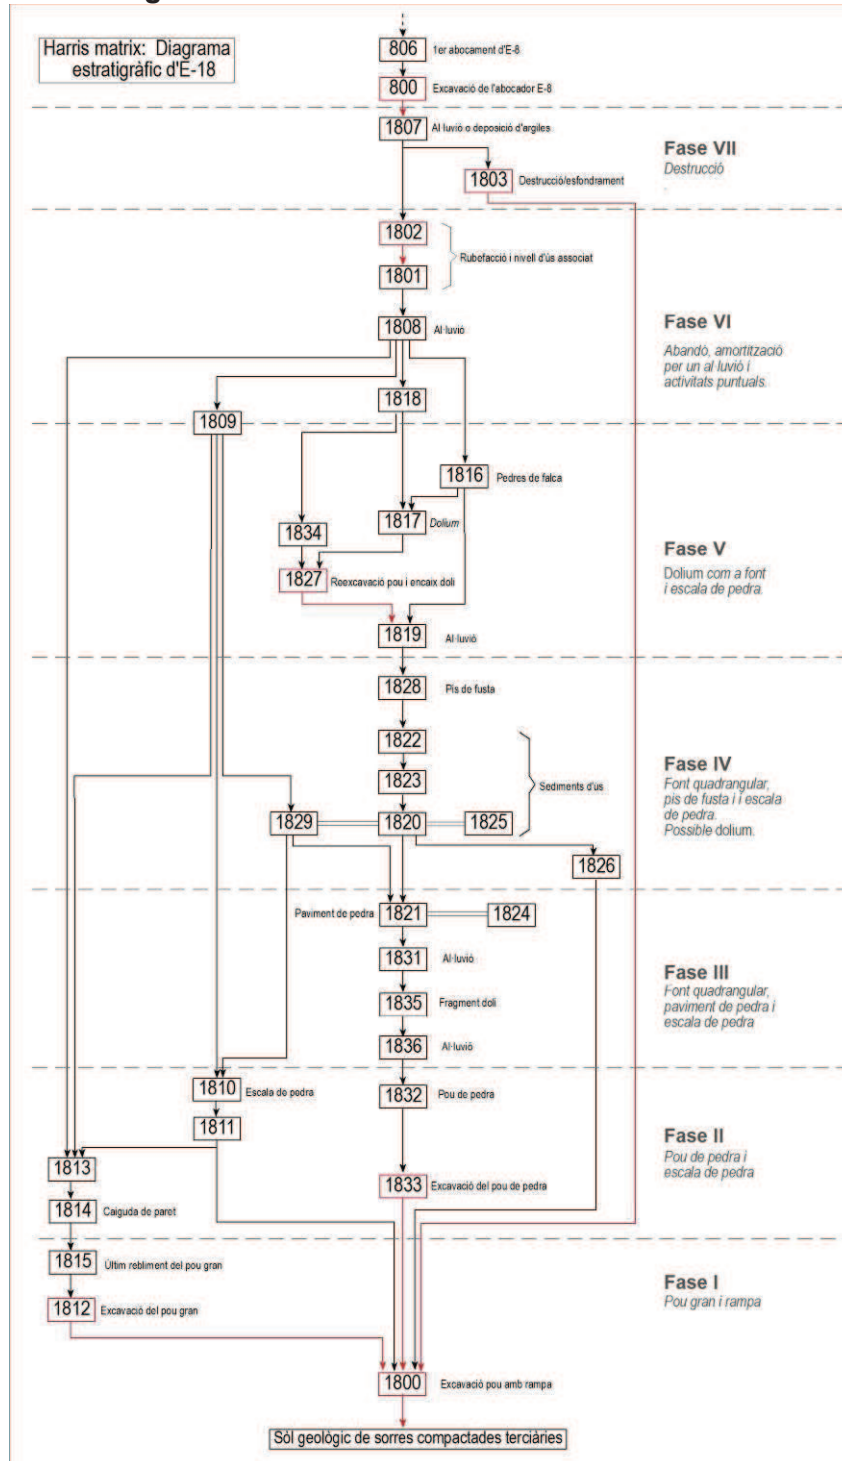 Harris matrix: Diagrama
estratigràfic d'E-18
806 1er abocament d'E-8
800 Excavació de l'abocador E-8
1807 Al·luvió o deposició d'argiles
Fase VII
Destrucció
1803 Destrucció/esfondrament
1802
Rubefacció i nivell d'ús associat
1801
1808 Al·luvió
Fase VI
Abandó, amortització
per un al·luvió i
activitats puntuals.
1818
1809
1816 Pedres de falca
1817 Dolium
1834
Fase V
Dolium com a font
i escala de pedra.
1827 Reexcavació pou i encaix doli
1819 Al·luvió
1828 Pis de fusta
1822
1823
Sediments d'us
Fase IV
Font quadrangular,
pis de fusta i i escala
de pedra.
Possible dolium.
1829 1820 1825
1826
Paviment de pedra 1821 1824
1831 Al·luvió
Fase III
Font quadrangular,
paviment de pedra i
escala de pedra
1835 Fragment doli
1836 Al·luvió
1810 Escala de pedra
1832 Pou de pedra
1811
Fase II
Pou de pedra i
escala de pedra
1813
1833 Excavació del pou de pedra
1814 Caiguda de paret
1815 Últim rebliment del pou gran
Fase I
Pou gran i rampa
1812 Excavació del pou gran
1800 Excavació pou amb rampa
Sòl geològic de sorres compactades terciàries